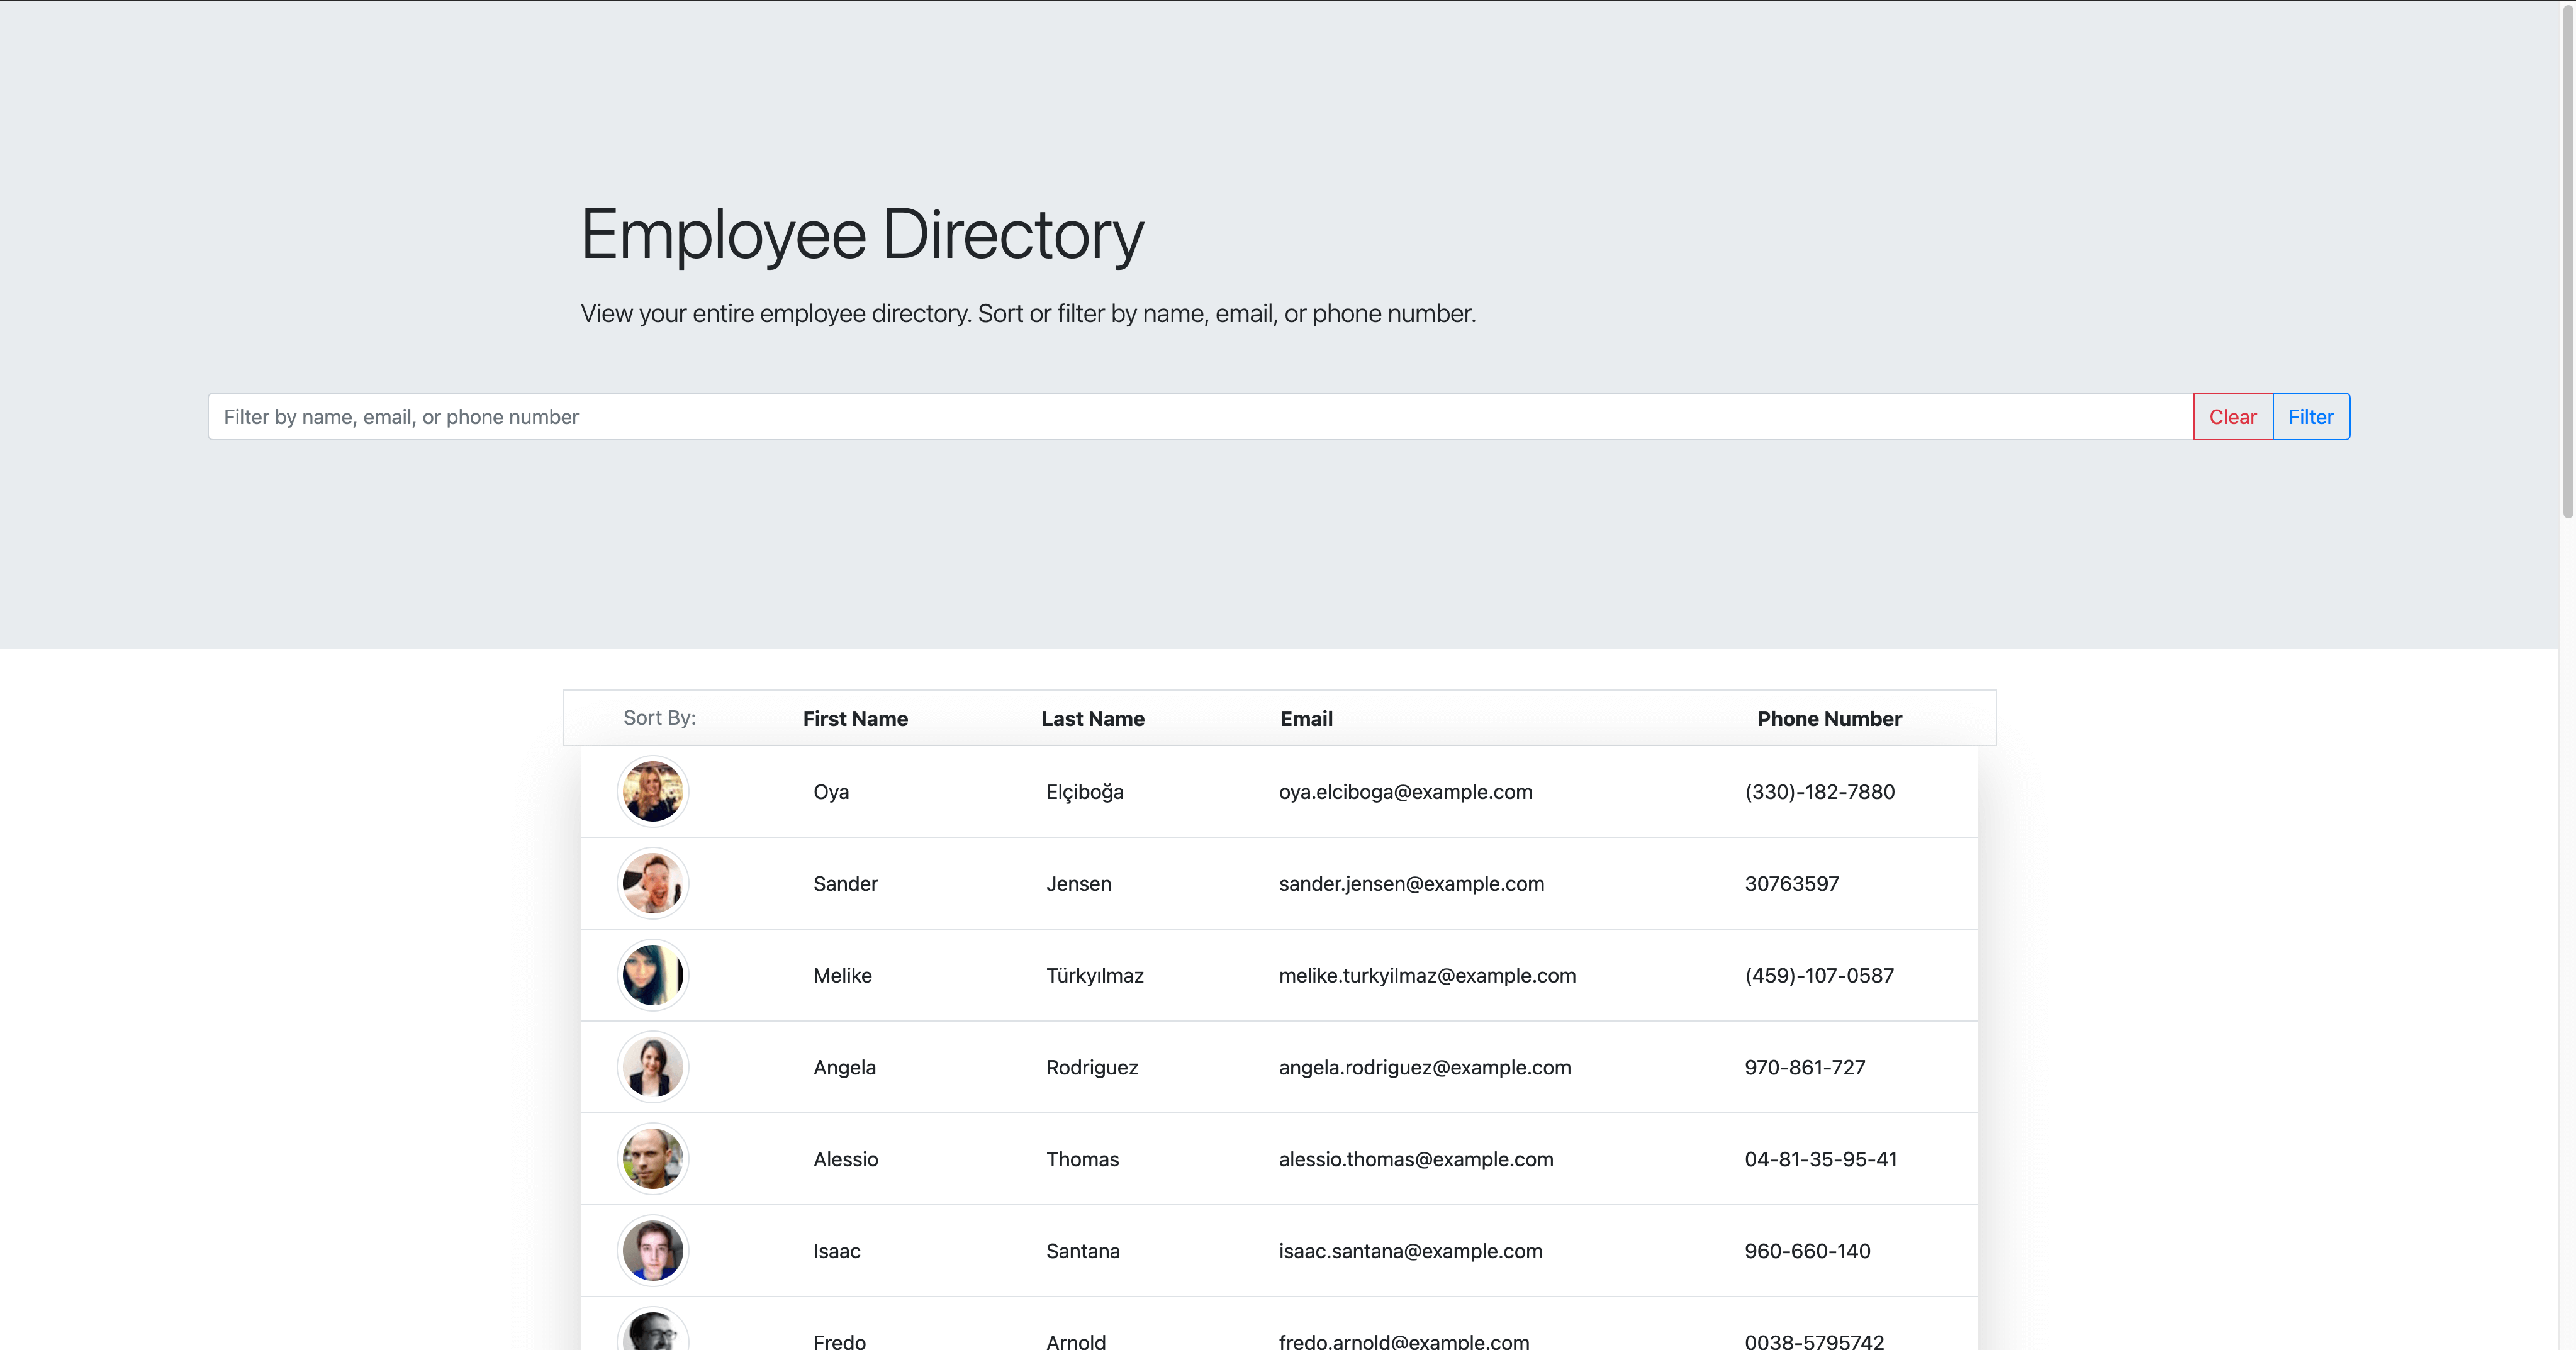 Employee Directory
View your entire employee directory. Sort or filter by name, email, or phone number.
Filter by name, email, or phone number Clear Filter
Sort By: First Name Last Name Email Phone Number
Oya Elçiboğa oya.elciboga@example.com (330)-182-7880
Sander Jensen sander.jensen@example.com 30763597
Melike Türkyılmaz melike.turkyilmaz@example.com (459)-107-0587
Angela Rodriguez angela.rodriguez@example.com 970-861-727
Alessio Thomas alessio.thomas@example.com 04-81-35-95-41
Isaac Santana isaac.santana@example.com 960-660-140
Fredo Arnold fredo.arnold@example.com 0038-5795742